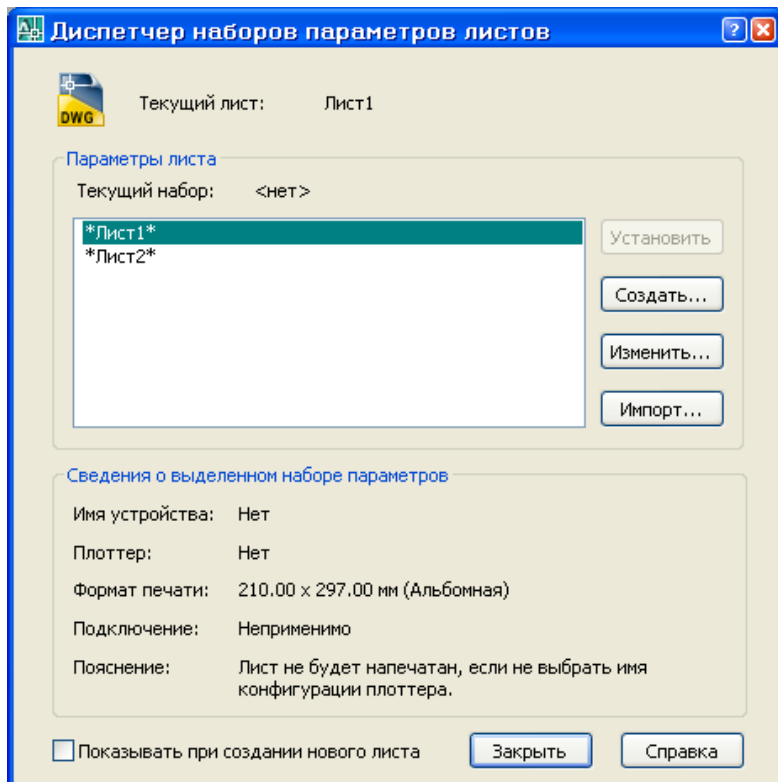 Диспетчер наборов параметров листов
DWG
Текущий лист: Лист1
Параметры листа
Текущий набор: <нет>
*Лист1*
*Лист2*
Установить
Создать...
Изменить...
Импорт...
Сведения о выделенном наборе параметров
Имя устройства: Нет
Плоттер: Нет
Формат печати: 210.00 x 297.00 мм (Альбомная)
Подключение: Неприменимо
Пояснение: Лист не будет напечатан, если не выбрать имя
конфигурации плоттера.
Показывать при создании нового листа
Закрыть
Справка